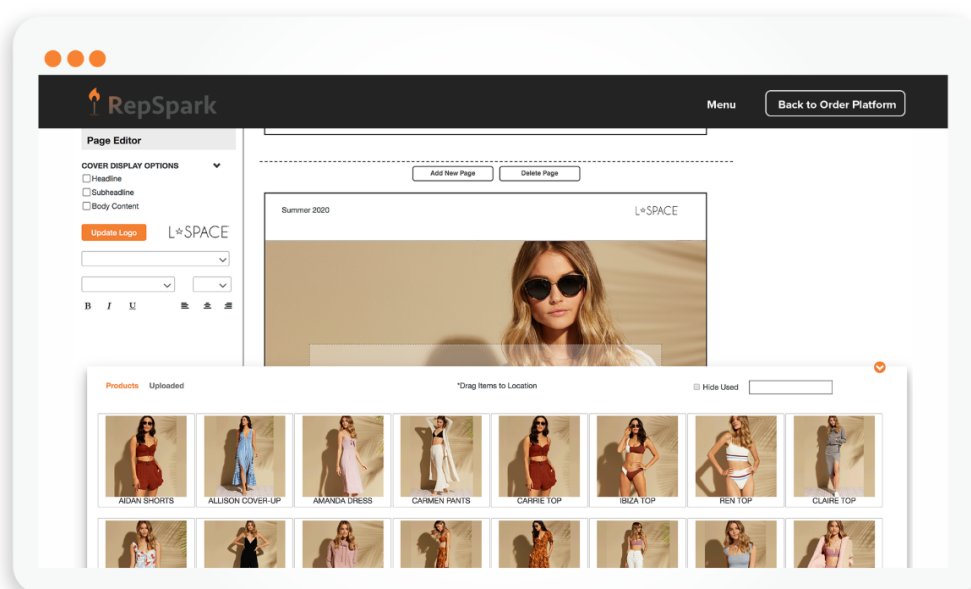 RepSpark
Menu
Back to Order Platform
Page Editor
COVER DISPLAY OPTIONS
Headline
Subheadline
Body Content
Update Logo
L☆SPACE
B I U
Add New Page
Delete Page
Summer 2020
L☆SPACE
Products
Uploaded
*Drag Items to Location
Hide Used
AIDAN SHORTS
ALLISON COVER-UP
AMANDA DRESS
CARMEN PANTS
CARRIE TOP
IBIZA TOP
REN TOP
CLAIRE TOP